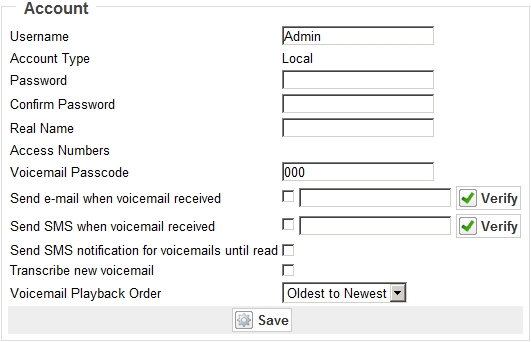 Account
Username Admin
Account Type Local
Password
Confirm Password
Real Name
Access Numbers
Voicemail Passcode 000
Send e-mail when voicemail received Verify
Send SMS when voicemail received Verify
Send SMS notification for voicemails until read
Transcribe new voicemail
Voicemail Playback Order Oldest to Newest
Save